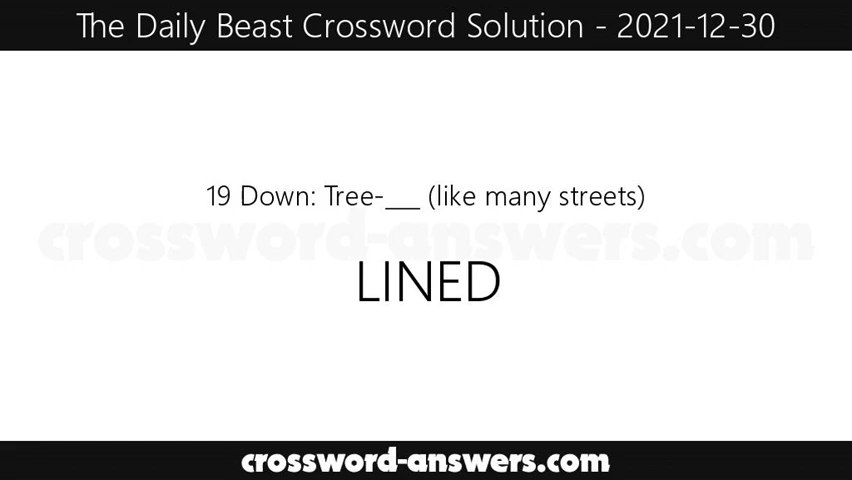 The Daily Beast Crossword Solution - 2021-12-30
19 Down: Tree-___ (like many streets)
crossword-answers.com
LINED
crossword-answers.com